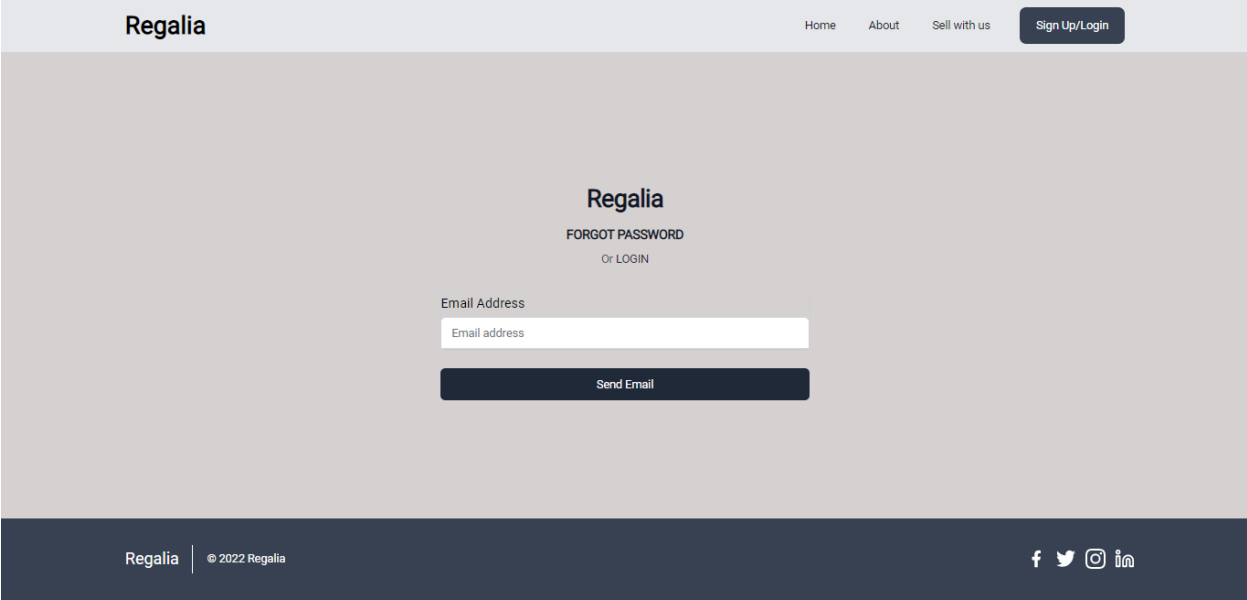 Regalia
Home About Sell with us Sign Up/Login
Regalia
FORGOT PASSWORD
Or LOGIN
Email Address
Email address
Send Email
Regalia
© 2022 Regalia